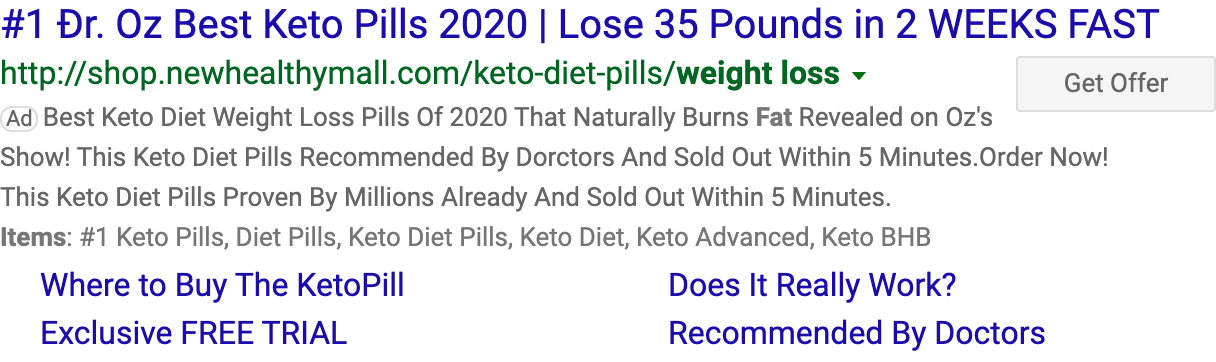 #1 Đr. Oz Best Keto Pills 2020 | Lose 35 Pounds in 2 WEEKS FAST
http://shop.newhealthymall.com/keto-diet-pills/weight loss
Get Offer
Ad Best Keto Diet Weight Loss Pills Of 2020 That Naturally Burns Fat Revealed on Oz's
Show! This Keto Diet Pills Recommended By Dorctors And Sold Out Within 5 Minutes.Order Now!
This Keto Diet Pills Proven By Millions Already And Sold Out Within 5 Minutes.
Items: #1 Keto Pills, Diet Pills, Keto Diet Pills, Keto Diet, Keto Advanced, Keto BHB
Where to Buy The KetoPill
Does It Really Work?
Exclusive FREE TRIAL
Recommended By Doctors